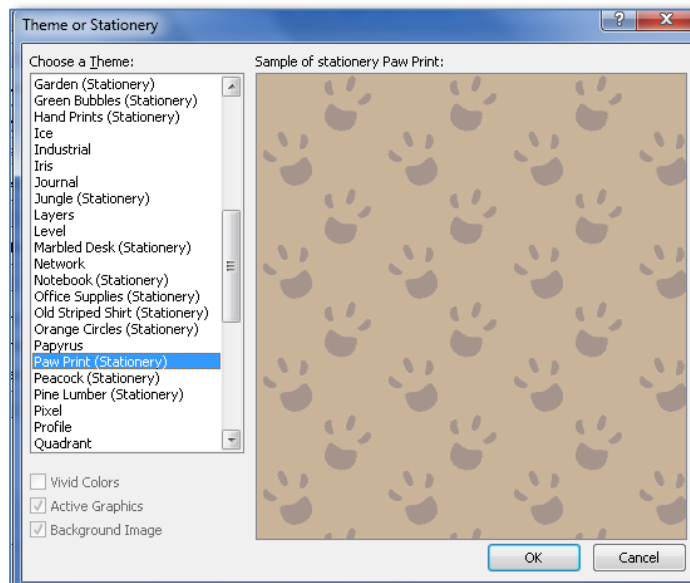 Theme or Stationery
Choose a Theme:
Sample of stationery Paw Print:
Garden (Stationery)
Green Bubbles (Stationery)
Hand Prints (Stationery)
Ice
Industrial
Iris
Journal
Jungle (Stationery)
Layers
Level
Marbled Desk (Stationery)
Network
Notebook (Stationery)
Office Supplies (Stationery)
Old Striped Shirt (Stationery)
Orange Circles (Stationery)
Papyrus
Paw Print (Stationery)
Peacock (Stationery)
Pine Lumber (Stationery)
Pixel
Profile
Quadrant
Vivid Colors
Active Graphics
Background Image
OK
Cancel